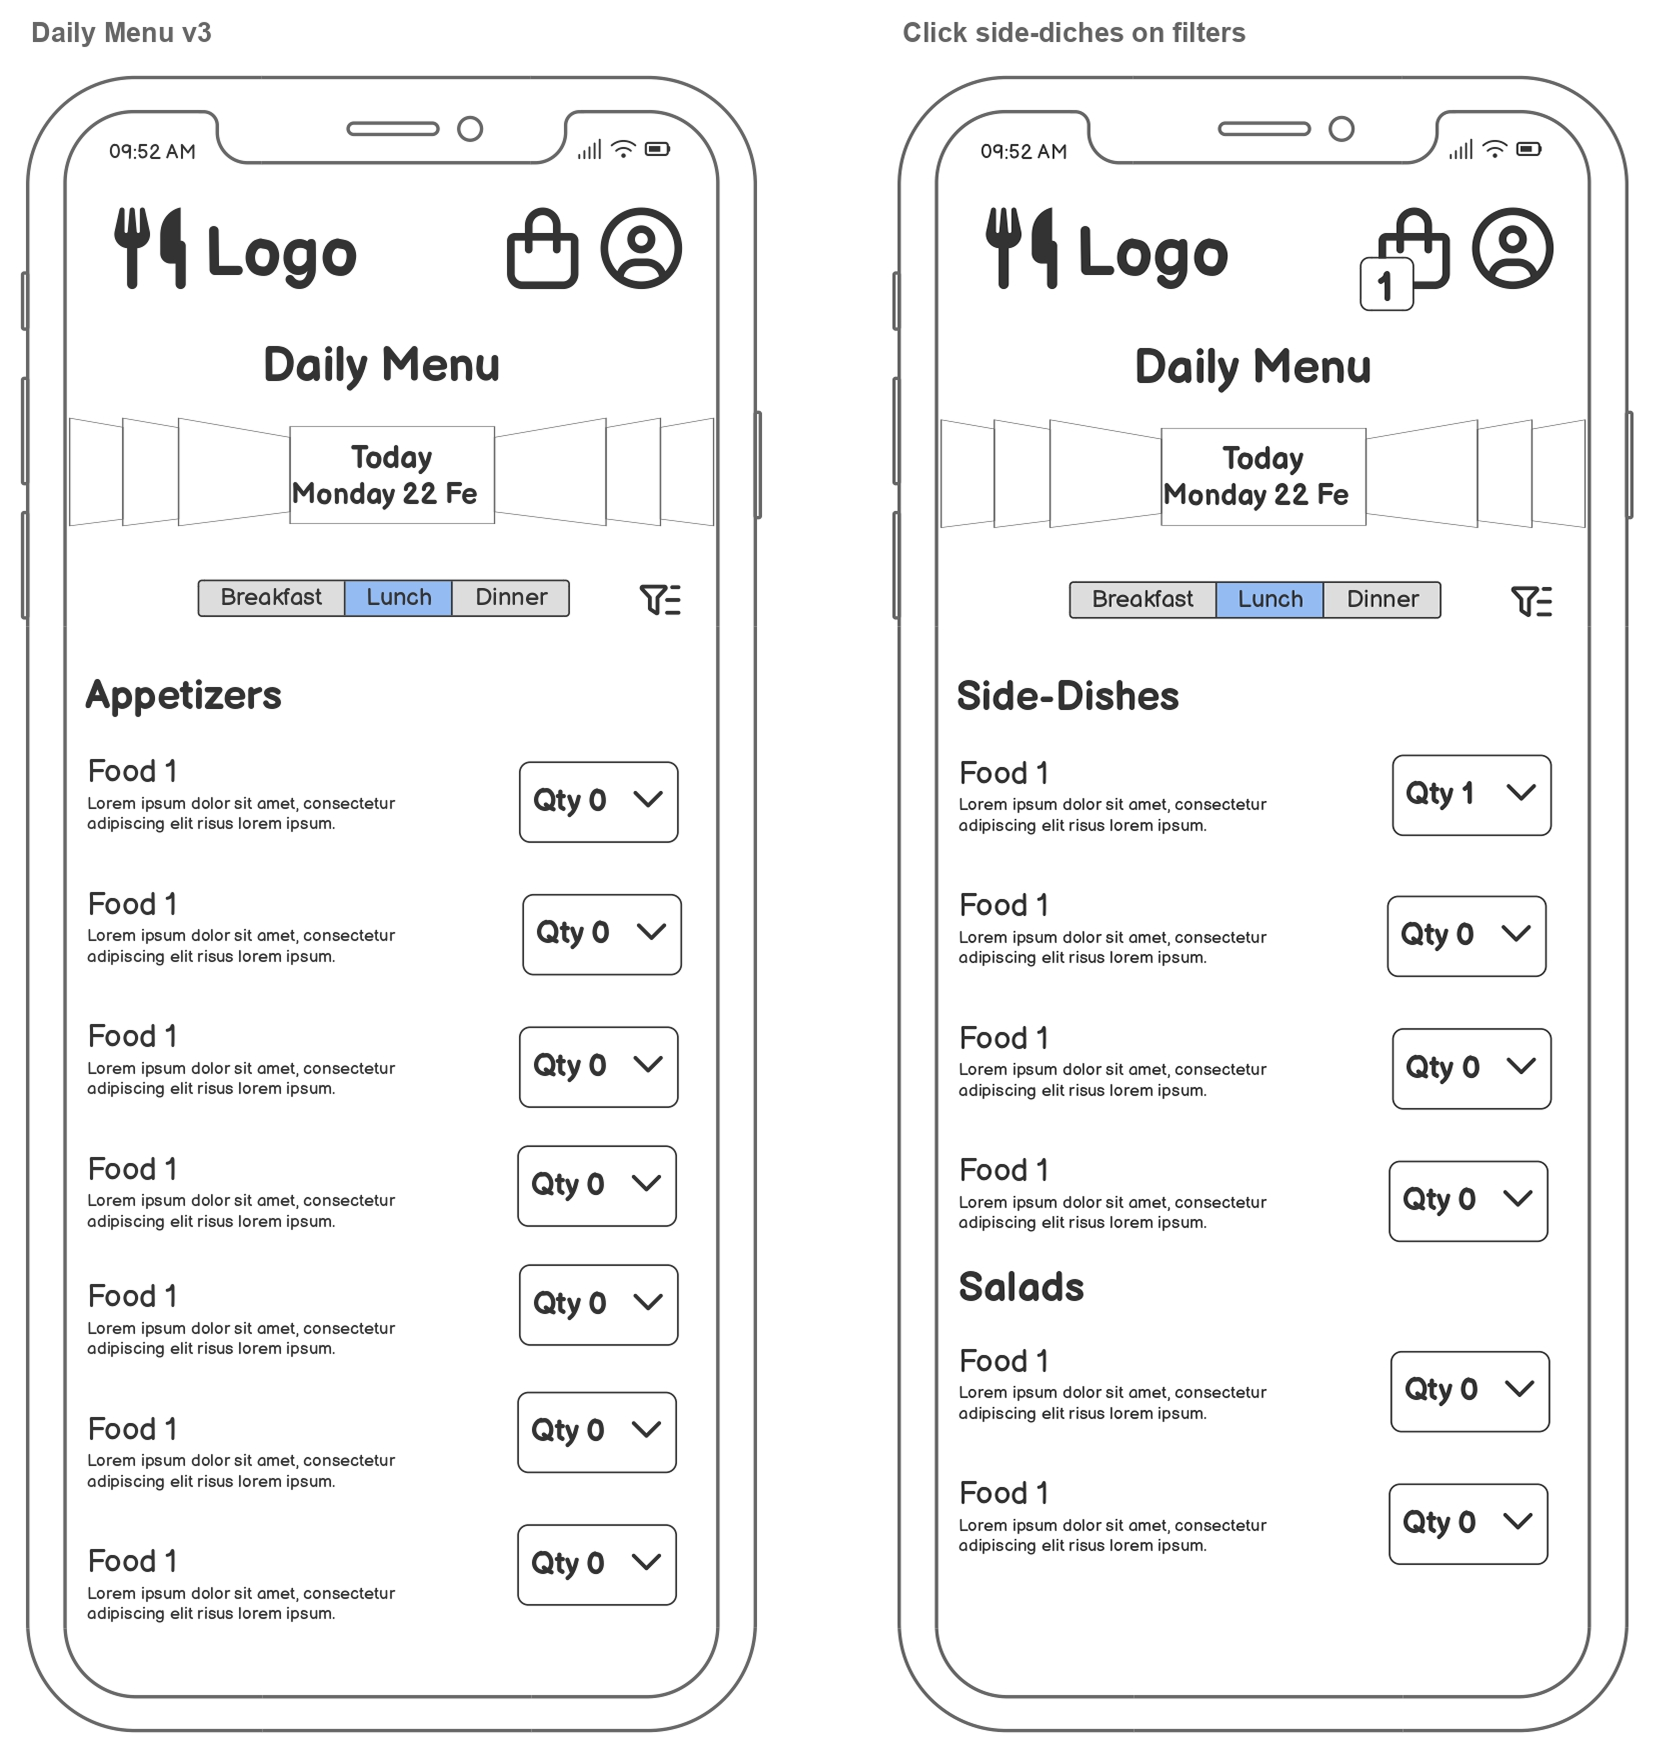 Daily Menu v3
09:52 AM
Logo
Daily Menu
Today
Monday 22 Fe
Breakfast Lunch Dinner
Appetizers
Food 1
Lorem ipsum dolor sit amet, consectetur
adipiscing elit risus lorem ipsum.
Qty 0
Food 1
Lorem ipsum dolor sit amet, consectetur
adipiscing elit risus lorem ipsum.
Qty 0
Food 1
Lorem ipsum dolor sit amet, consectetur
adipiscing elit risus lorem ipsum.
Qty 0
Food 1
Lorem ipsum dolor sit amet, consectetur
adipiscing elit risus lorem ipsum.
Qty 0
Food 1
Lorem ipsum dolor sit amet, consectetur
adipiscing elit risus lorem ipsum.
Qty 0
Food 1
Lorem ipsum dolor sit amet, consectetur
adipiscing elit risus lorem ipsum.
Qty 0
Food 1
Lorem ipsum dolor sit amet, consectetur
adipiscing elit risus lorem ipsum.
Qty 0
Click side-diches on filters
09:52 AM
Logo
1
Daily Menu
Today
Monday 22 Fe
Breakfast Lunch Dinner
Side-Dishes
Food 1
Lorem ipsum dolor sit amet, consectetur
adipiscing elit risus lorem ipsum.
Qty 1
Food 1
Lorem ipsum dolor sit amet, consectetur
adipiscing elit risus lorem ipsum.
Qty 0
Food 1
Lorem ipsum dolor sit amet, consectetur
adipiscing elit risus lorem ipsum.
Qty 0
Food 1
Lorem ipsum dolor sit amet, consectetur
adipiscing elit risus lorem ipsum.
Qty 0
Salads
Food 1
Lorem ipsum dolor sit amet, consectetur
adipiscing elit risus lorem ipsum.
Qty 0
Food 1
Lorem ipsum dolor sit amet, consectetur
adipiscing elit risus lorem ipsum.
Qty 0